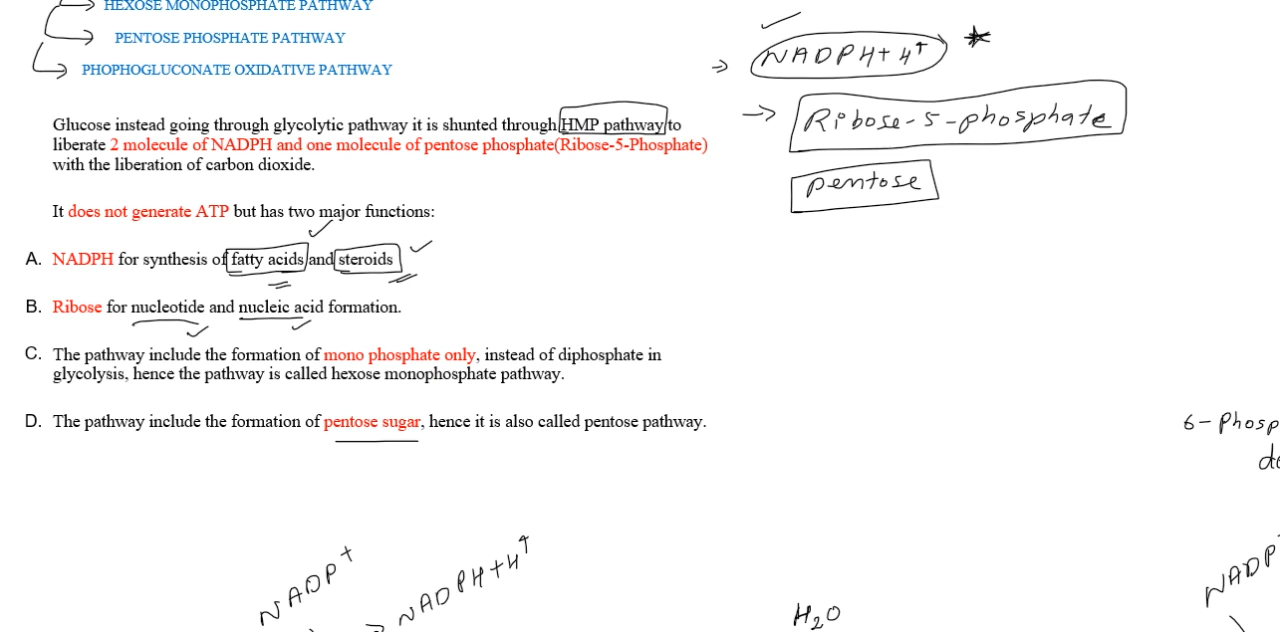 HEXOSE MONOPHOSPHATE PATHWAY
PENTOSE PHOSPHATE PATHWAY
PHOPHOGLUCONATE OXIDATIVE PATHWAY
NADPH+H⁺
Ribose-5-phosphate
pentose
Glucose instead going through glycolytic pathway it is shunted through HMP pathway to
liberate 2 molecule of NADPH and one molecule of pentose phosphate(Ribose-5-Phosphate)
with the liberation of carbon dioxide.
It does not generate ATP but has two major functions:
A. NADPH for synthesis of fatty acids and steroids
B. Ribose for nucleotide and nucleic acid formation.
C. The pathway include the formation of mono phosphate only, instead of diphosphate in
glycolysis, hence the pathway is called hexose monophosphate pathway.
D. The pathway include the formation of pentose sugar, hence it is also called pentose pathway.
6-Phosp
de
NADP⁺
NADPH+H⁺
H₂O
NADP⁺